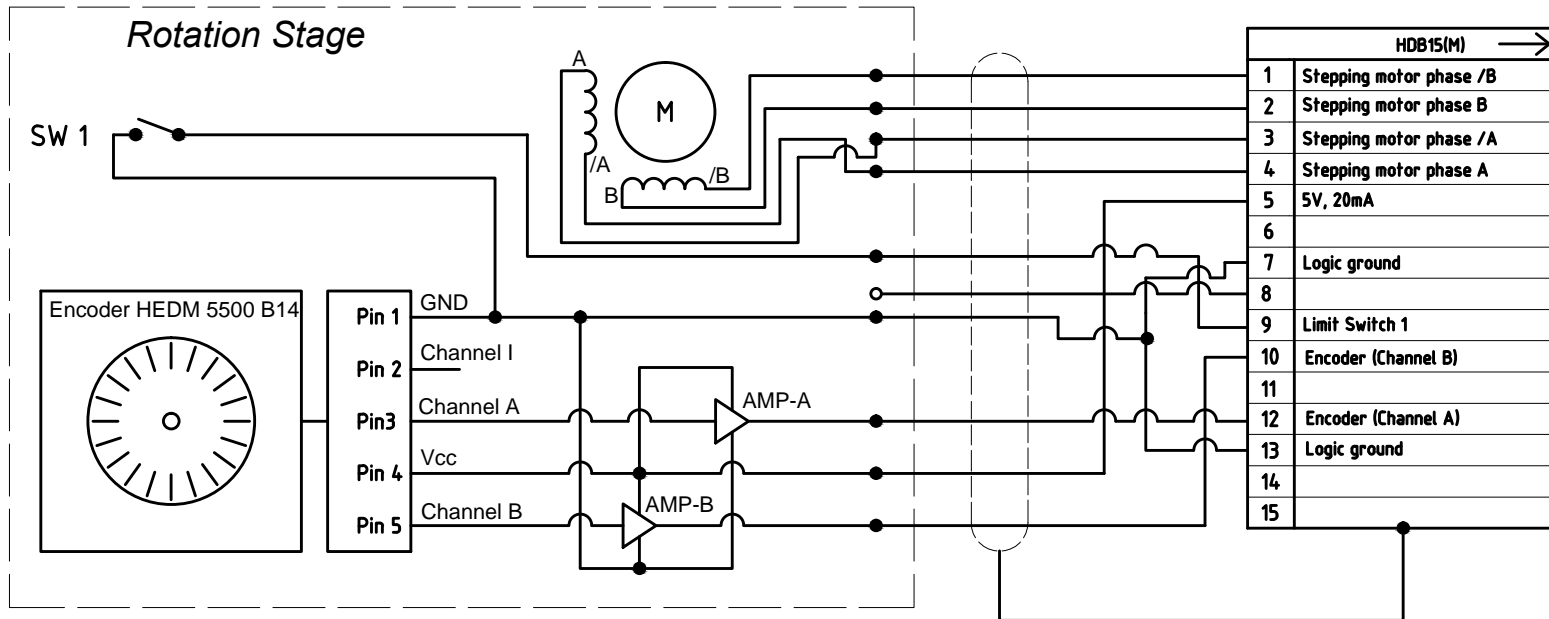 Rotation Stage
SW 1
A
/A
M
B
/B
Encoder HEDM 5500 B14
Pin 1
GND
Pin 2
Channel I
Pin3
Channel A
AMP-A
Pin 4
Vcc
Pin 5
Channel B
AMP-B
HDB15(M)
1 Stepping motor phase /B
2 Stepping motor phase B
3 Stepping motor phase /A
4 Stepping motor phase A
5 5V, 20mA
6
7 Logic ground
8
9 Limit Switch 1
10 Encoder (Channel B)
11
12 Encoder (Channel A)
13 Logic ground
14
15